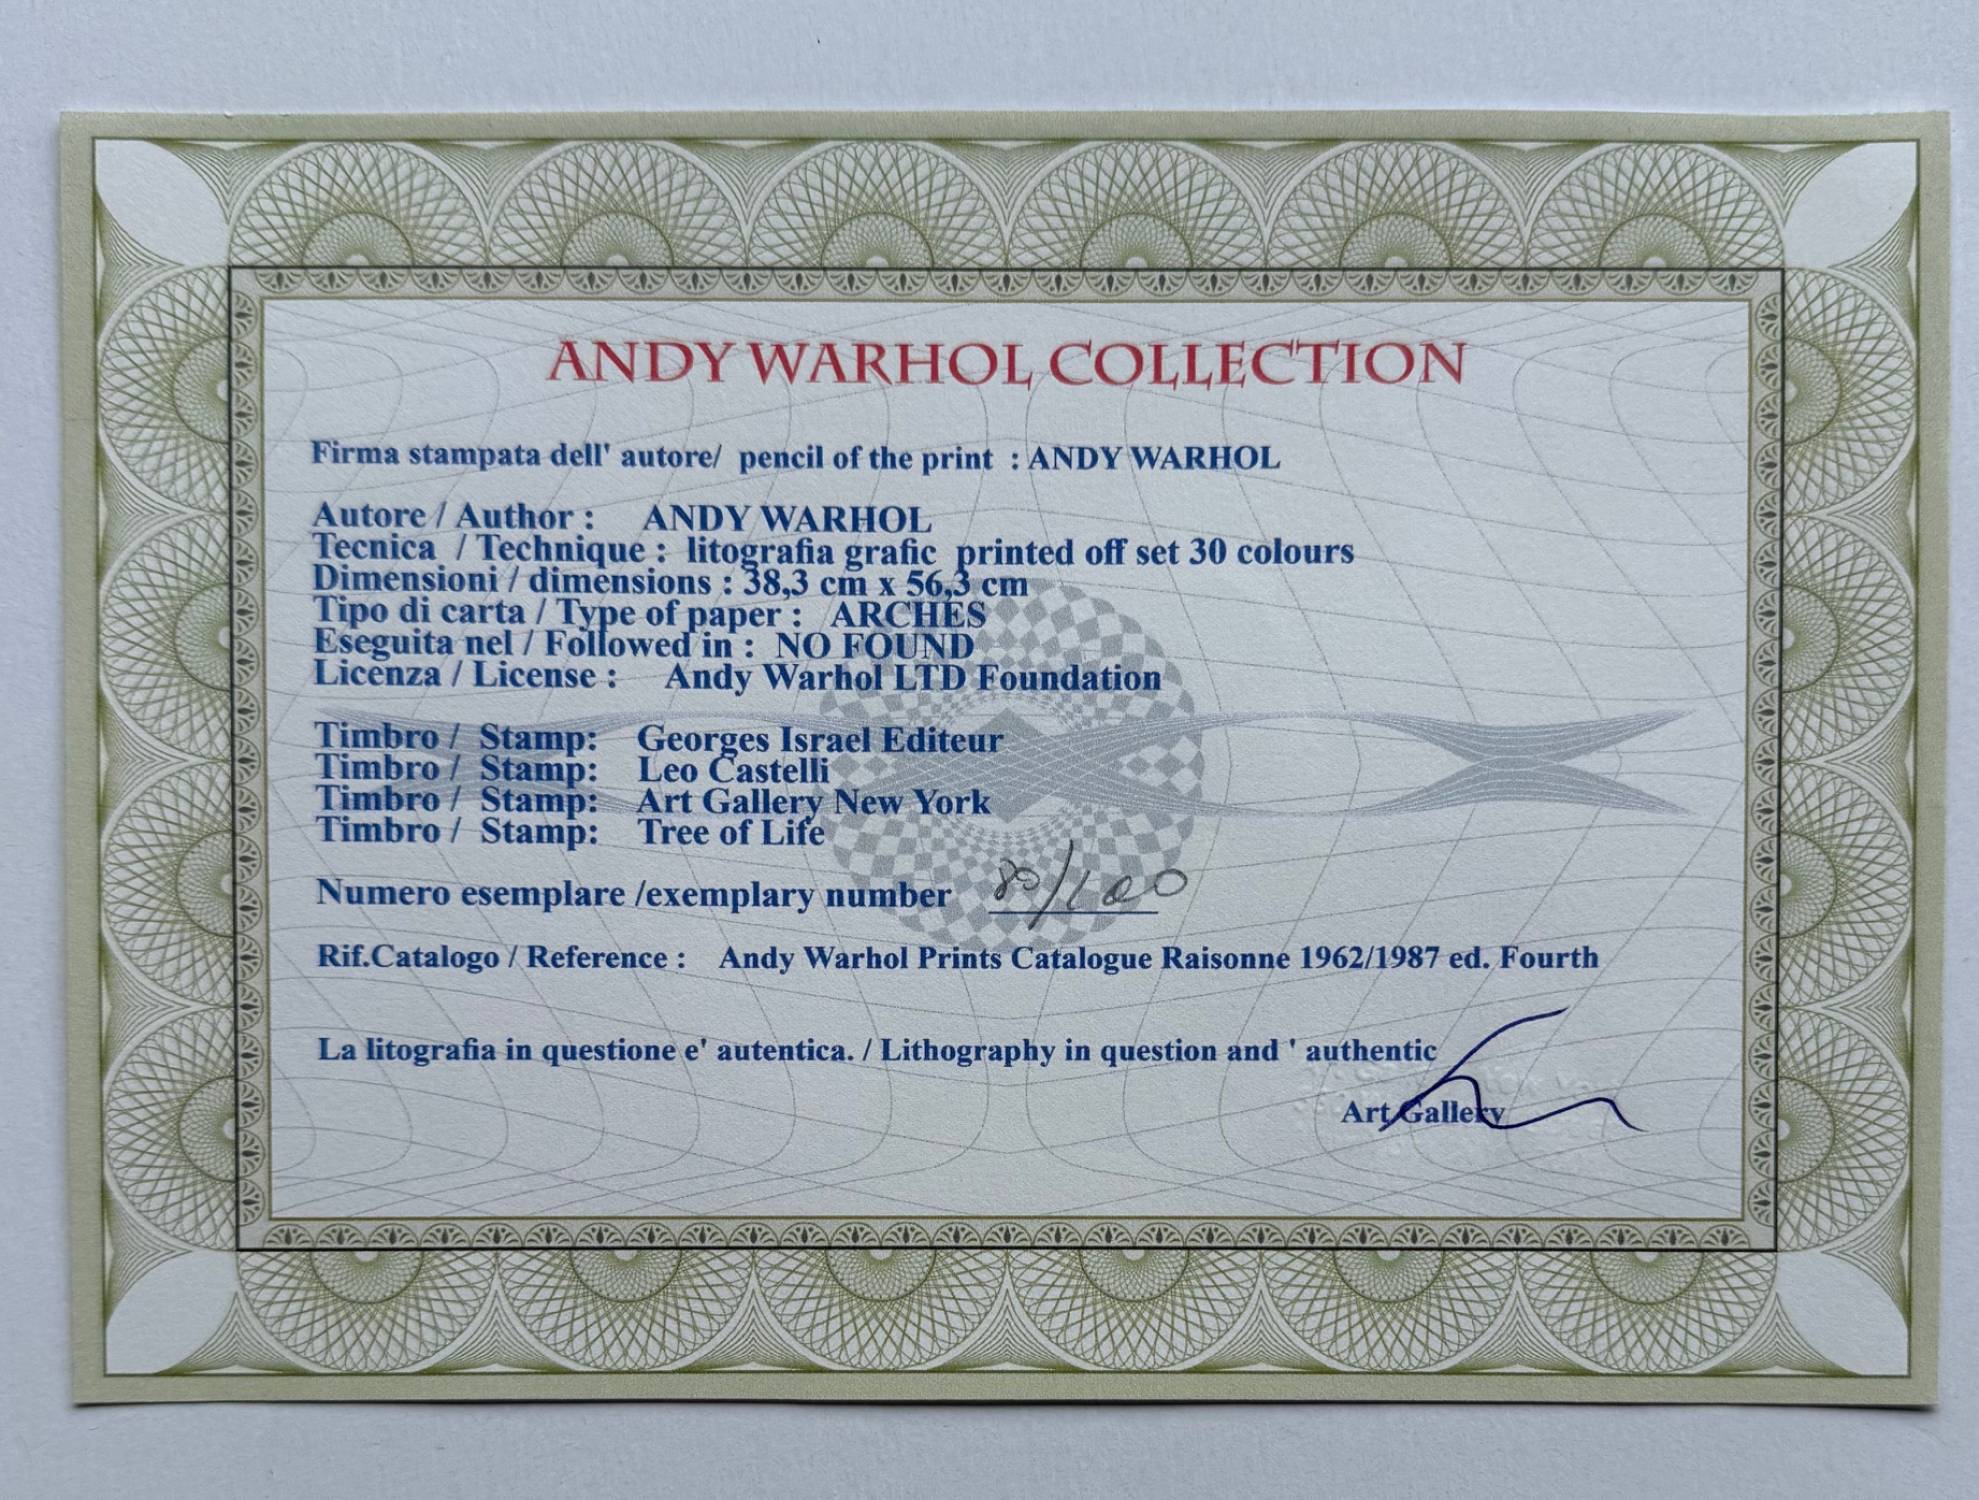 ANDY WARHOL COLLECTION
Firma stampata dell' autore/ pencil of the print : ANDY WARHOL
Autore / Author : ANDY WARHOL
Tecnica / Technique : litografia grafic printed off set 30 colours
Dimensioni / dimensions : 38,3 cm x 56,3 cm
Tipo di carta / Type of paper : ARCHES
Eseguita nel / Followed in : NO FOUND
Licenza / License : Andy Warhol LTD Foundation
Timbro / Stamp: Georges Israel Editeur
Timbro / Stamp: Leo Castelli
Timbro / Stamp: Art Gallery New York
Timbro / Stamp: Tree of Life
Numero esemplare /exemplary number 80/100
Rif.Catalogo / Reference : Andy Warhol Prints Catalogue Raisonne 1962/1987 ed. Fourth
La litografia in questione e' autentica. / Lithography in question and ' authentic
Art Gallery